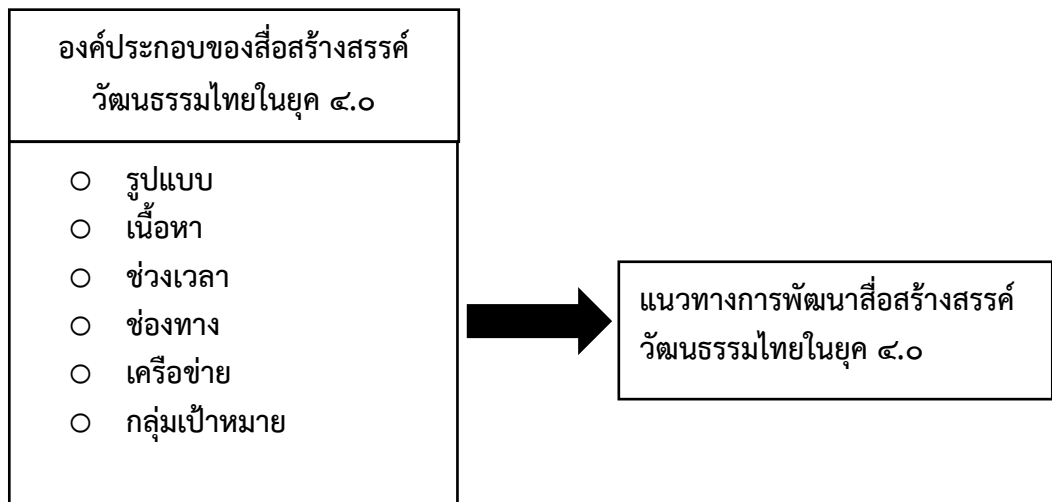 องค์ประกอบของสื่อสร้างสรรค์
วัฒนธรรมไทยในยุค ๔.๐
รูปแบบ
เนื้อหา
ช่วงเวลา
ช่องทาง
เครือข่าย
กลุ่มเป้าหมาย
แนวทางการพัฒนาสื่อสร้างสรรค์
วัฒนธรรมไทยในยุค ๔.๐